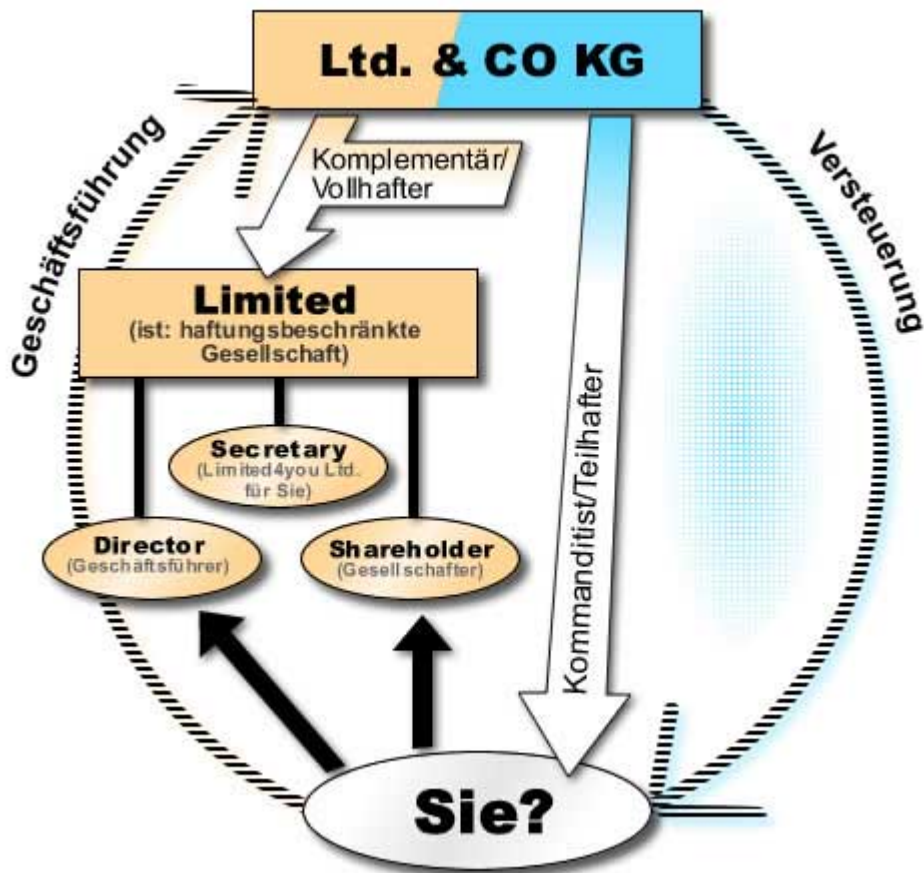 Ltd. & CO KG
Geschäftsführung
Versteuerung
Komplementär/
Vollhafter
Limited
(ist: haftungsbeschränkte
Gesellschaft)
Secretary
(Limited4you Ltd.
für Sie)
Director
(Geschäftsführer)
Shareholder
(Gesellschafter)
Kommanditist/Teilhafter
Sie?